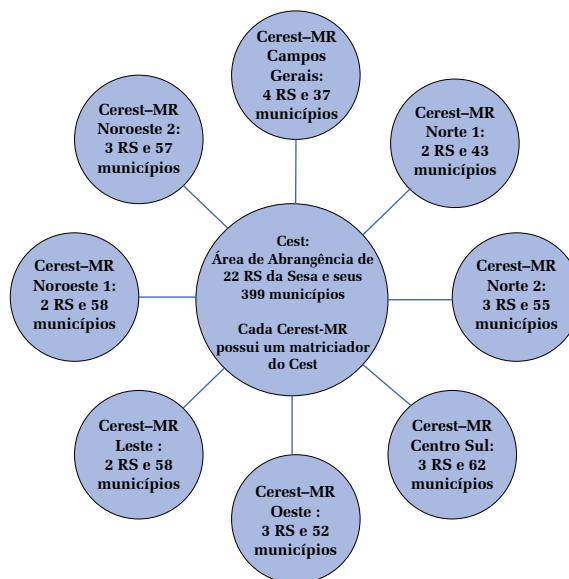 Cerest–MR
Campos
Gerais:
4 RS e 37
municípios
Cerest–MR
Norte 1:
2 RS e 43
municípios
Cerest–MR
Norte 2:
3 RS e 55
municípios
Cerest–MR
Centro Sul:
3 RS e 62
municípios
Cerest–MR
Oeste :
3 RS e 52
municípios
Cerest–MR
Leste :
2 RS e 58
municípios
Cerest–MR
Noroeste 1:
2 RS e 58
municípios
Cerest–MR
Noroeste 2:
3 RS e 57
municípios
Cest:
Área de Abrangência de
22 RS da Sesa e seus
399 municípios
Cada Cerest-MR
possui um matriciador
do Cest